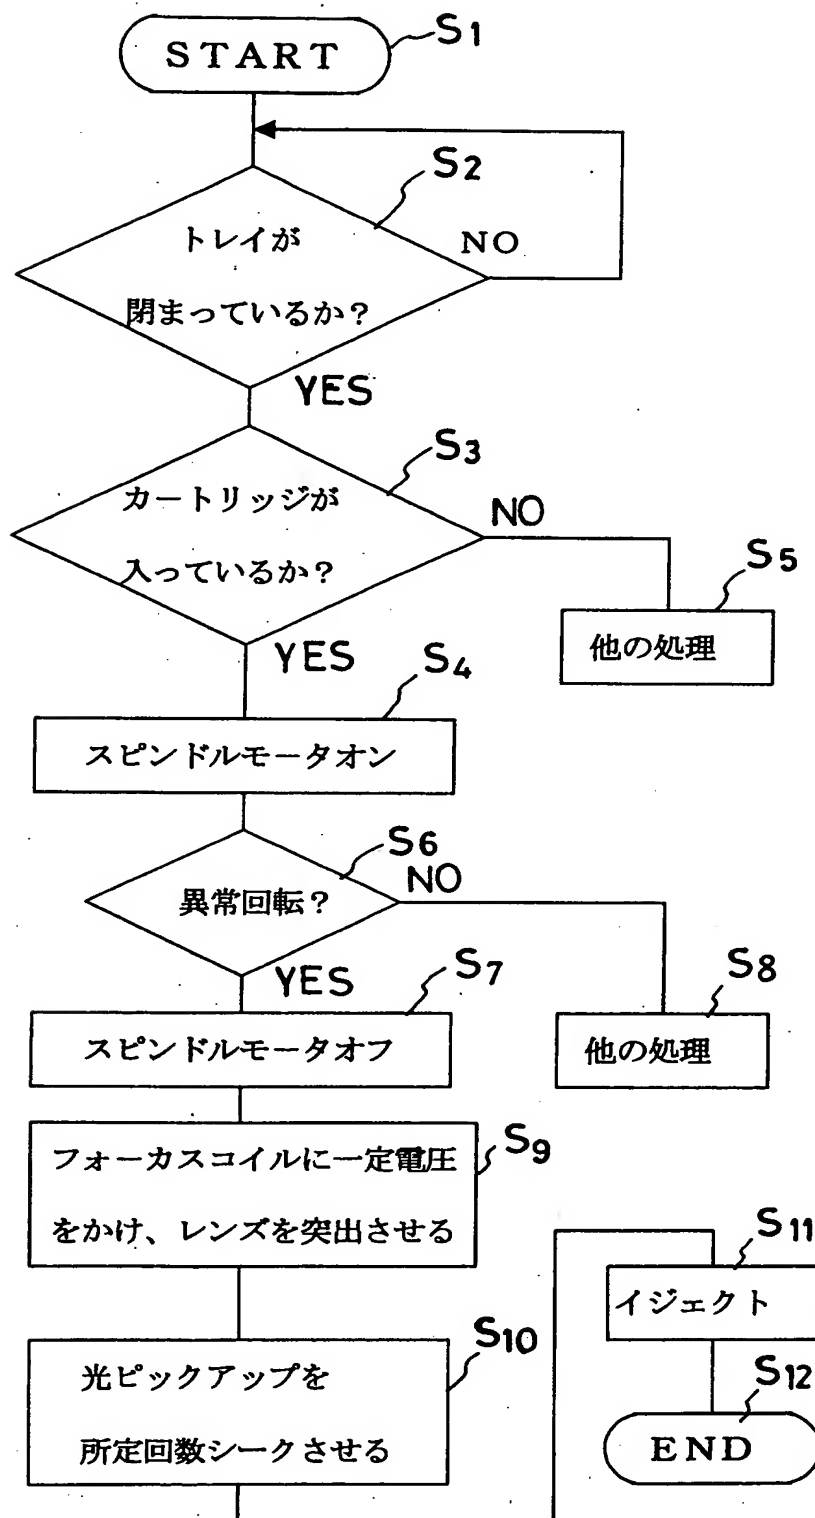 START
S1
S2
トレイが
NO
閉まっているか?
YES
S3
カートリッジが
NO
入っているか?
S5
他の処理
YES
S4
スピンドルモータオン
S6
異常回転?
NO
YES
S7
S8
スピンドルモータオフ
他の処理
S9
フォーカスコイルに一定電圧
をかけ、レンズを突出させる
S10
光ピックアップを
所定回数シークさせる
S11
イジェクト
S12
END